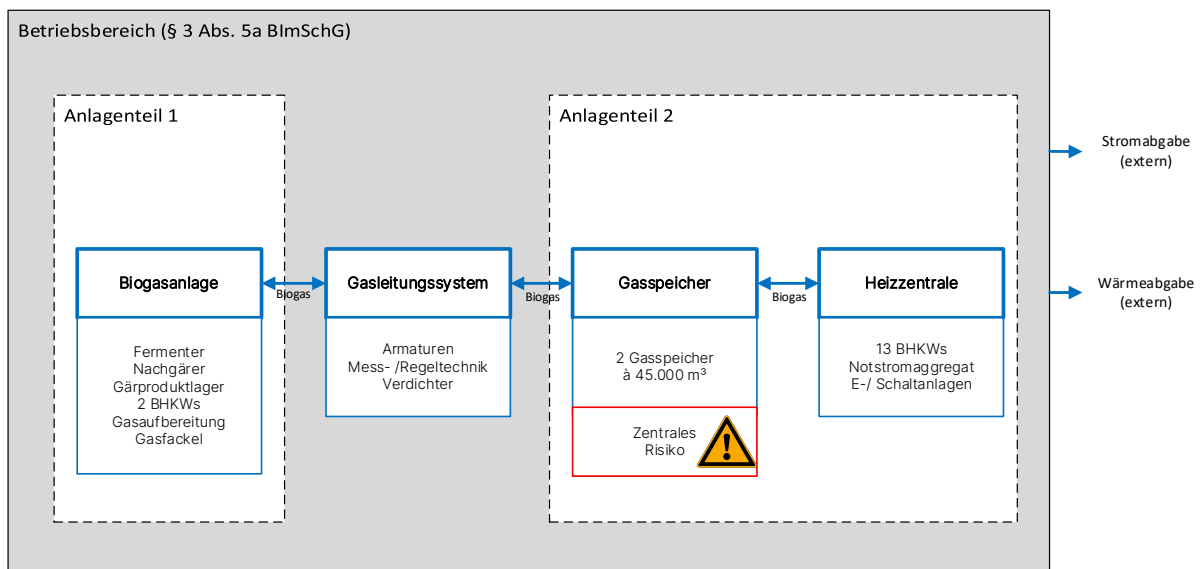 Betriebsbereich (§ 3 Abs. 5a BImSchG)
Anlagenteil 1
Anlagenteil 2
Stromabgabe
(extern)
Biogasanlage
Biogas
Gasleitungssystem
Biogas
Gasspeicher
Biogas
Heizzentrale
Wärmeabgabe
(extern)
Fermenter
Nachgärer
Gärproduktlager
2 BHKWs
Gasaufbereitung
Gasfackel
Armaturen
Mess- /Regeltechnik
Verdichter
2 Gasspeicher
à 45.000 m³
Zentrales
Risiko
13 BHKWs
Notstromaggregat
E-/ Schaltanlagen